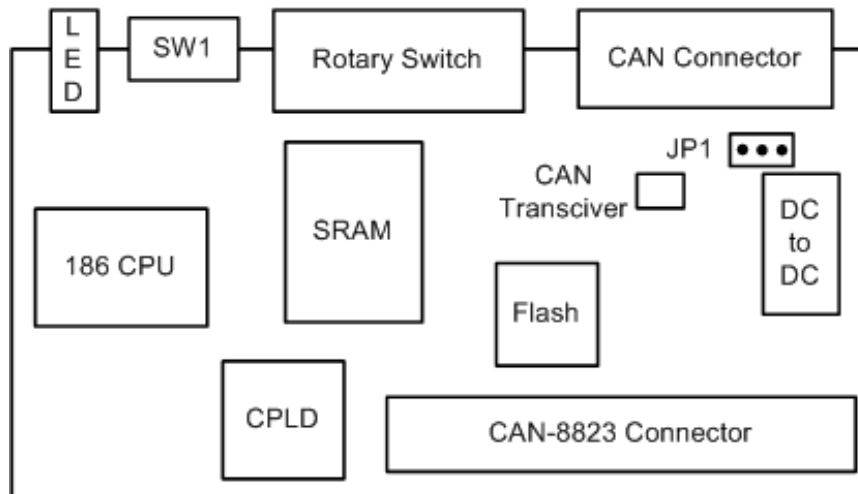 L
E
D
SW1
Rotary Switch
CAN Connector
JP1
CAN
Transciver
DC
to
DC
SRAM
186 CPU
Flash
CPLD
CAN-8823 Connector